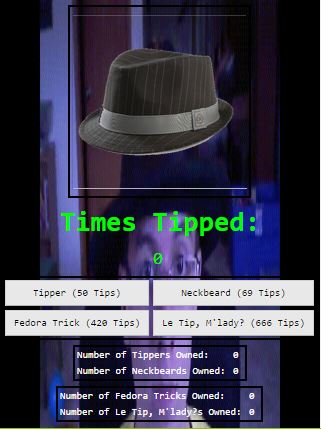 Times Tipped:
0
Tipper (50 Tips)
Neckbeard (69 Tips)
Fedora Trick (420 Tips)
Le Tip, M'lady? (666 Tips)
Number of Tippers Owned: 0
Number of Neckbeards Owned: 0
Number of Fedora Tricks Owned: 0
Number of Le Tip, M'lady?s Owned: 0